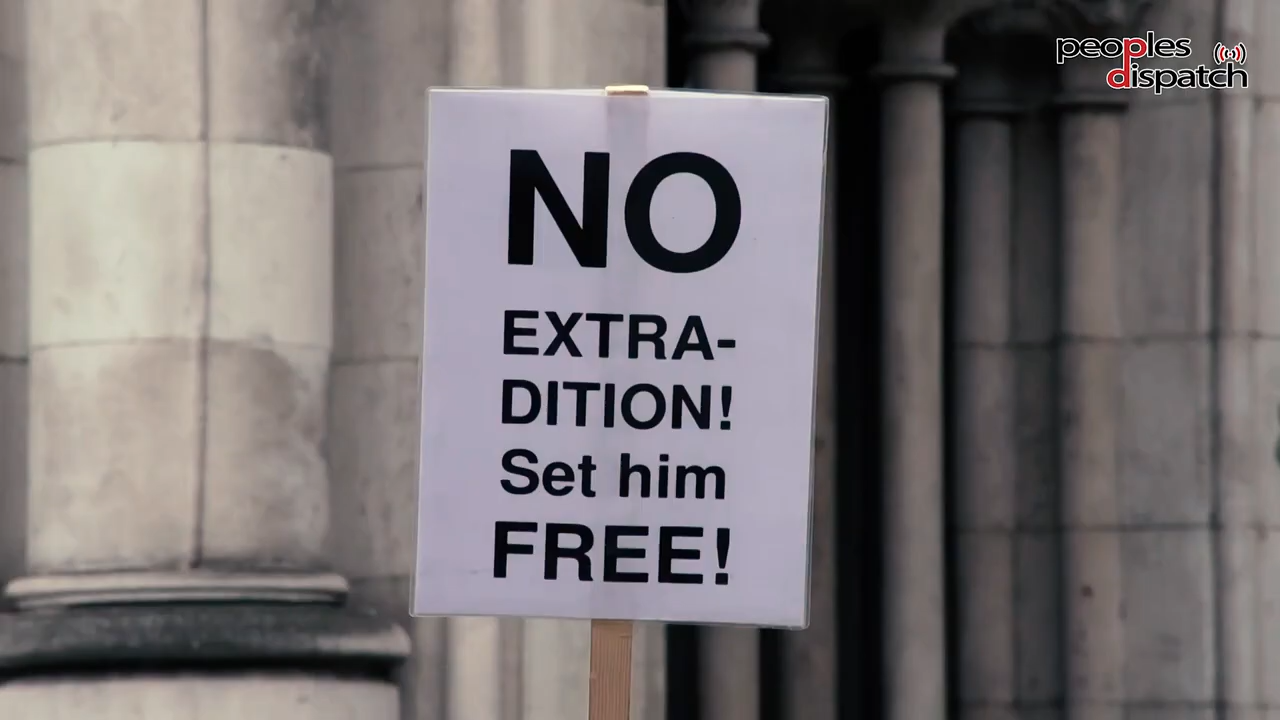 peoples
dispatch
NO
EXTRA-
DITION!
Set him
FREE!